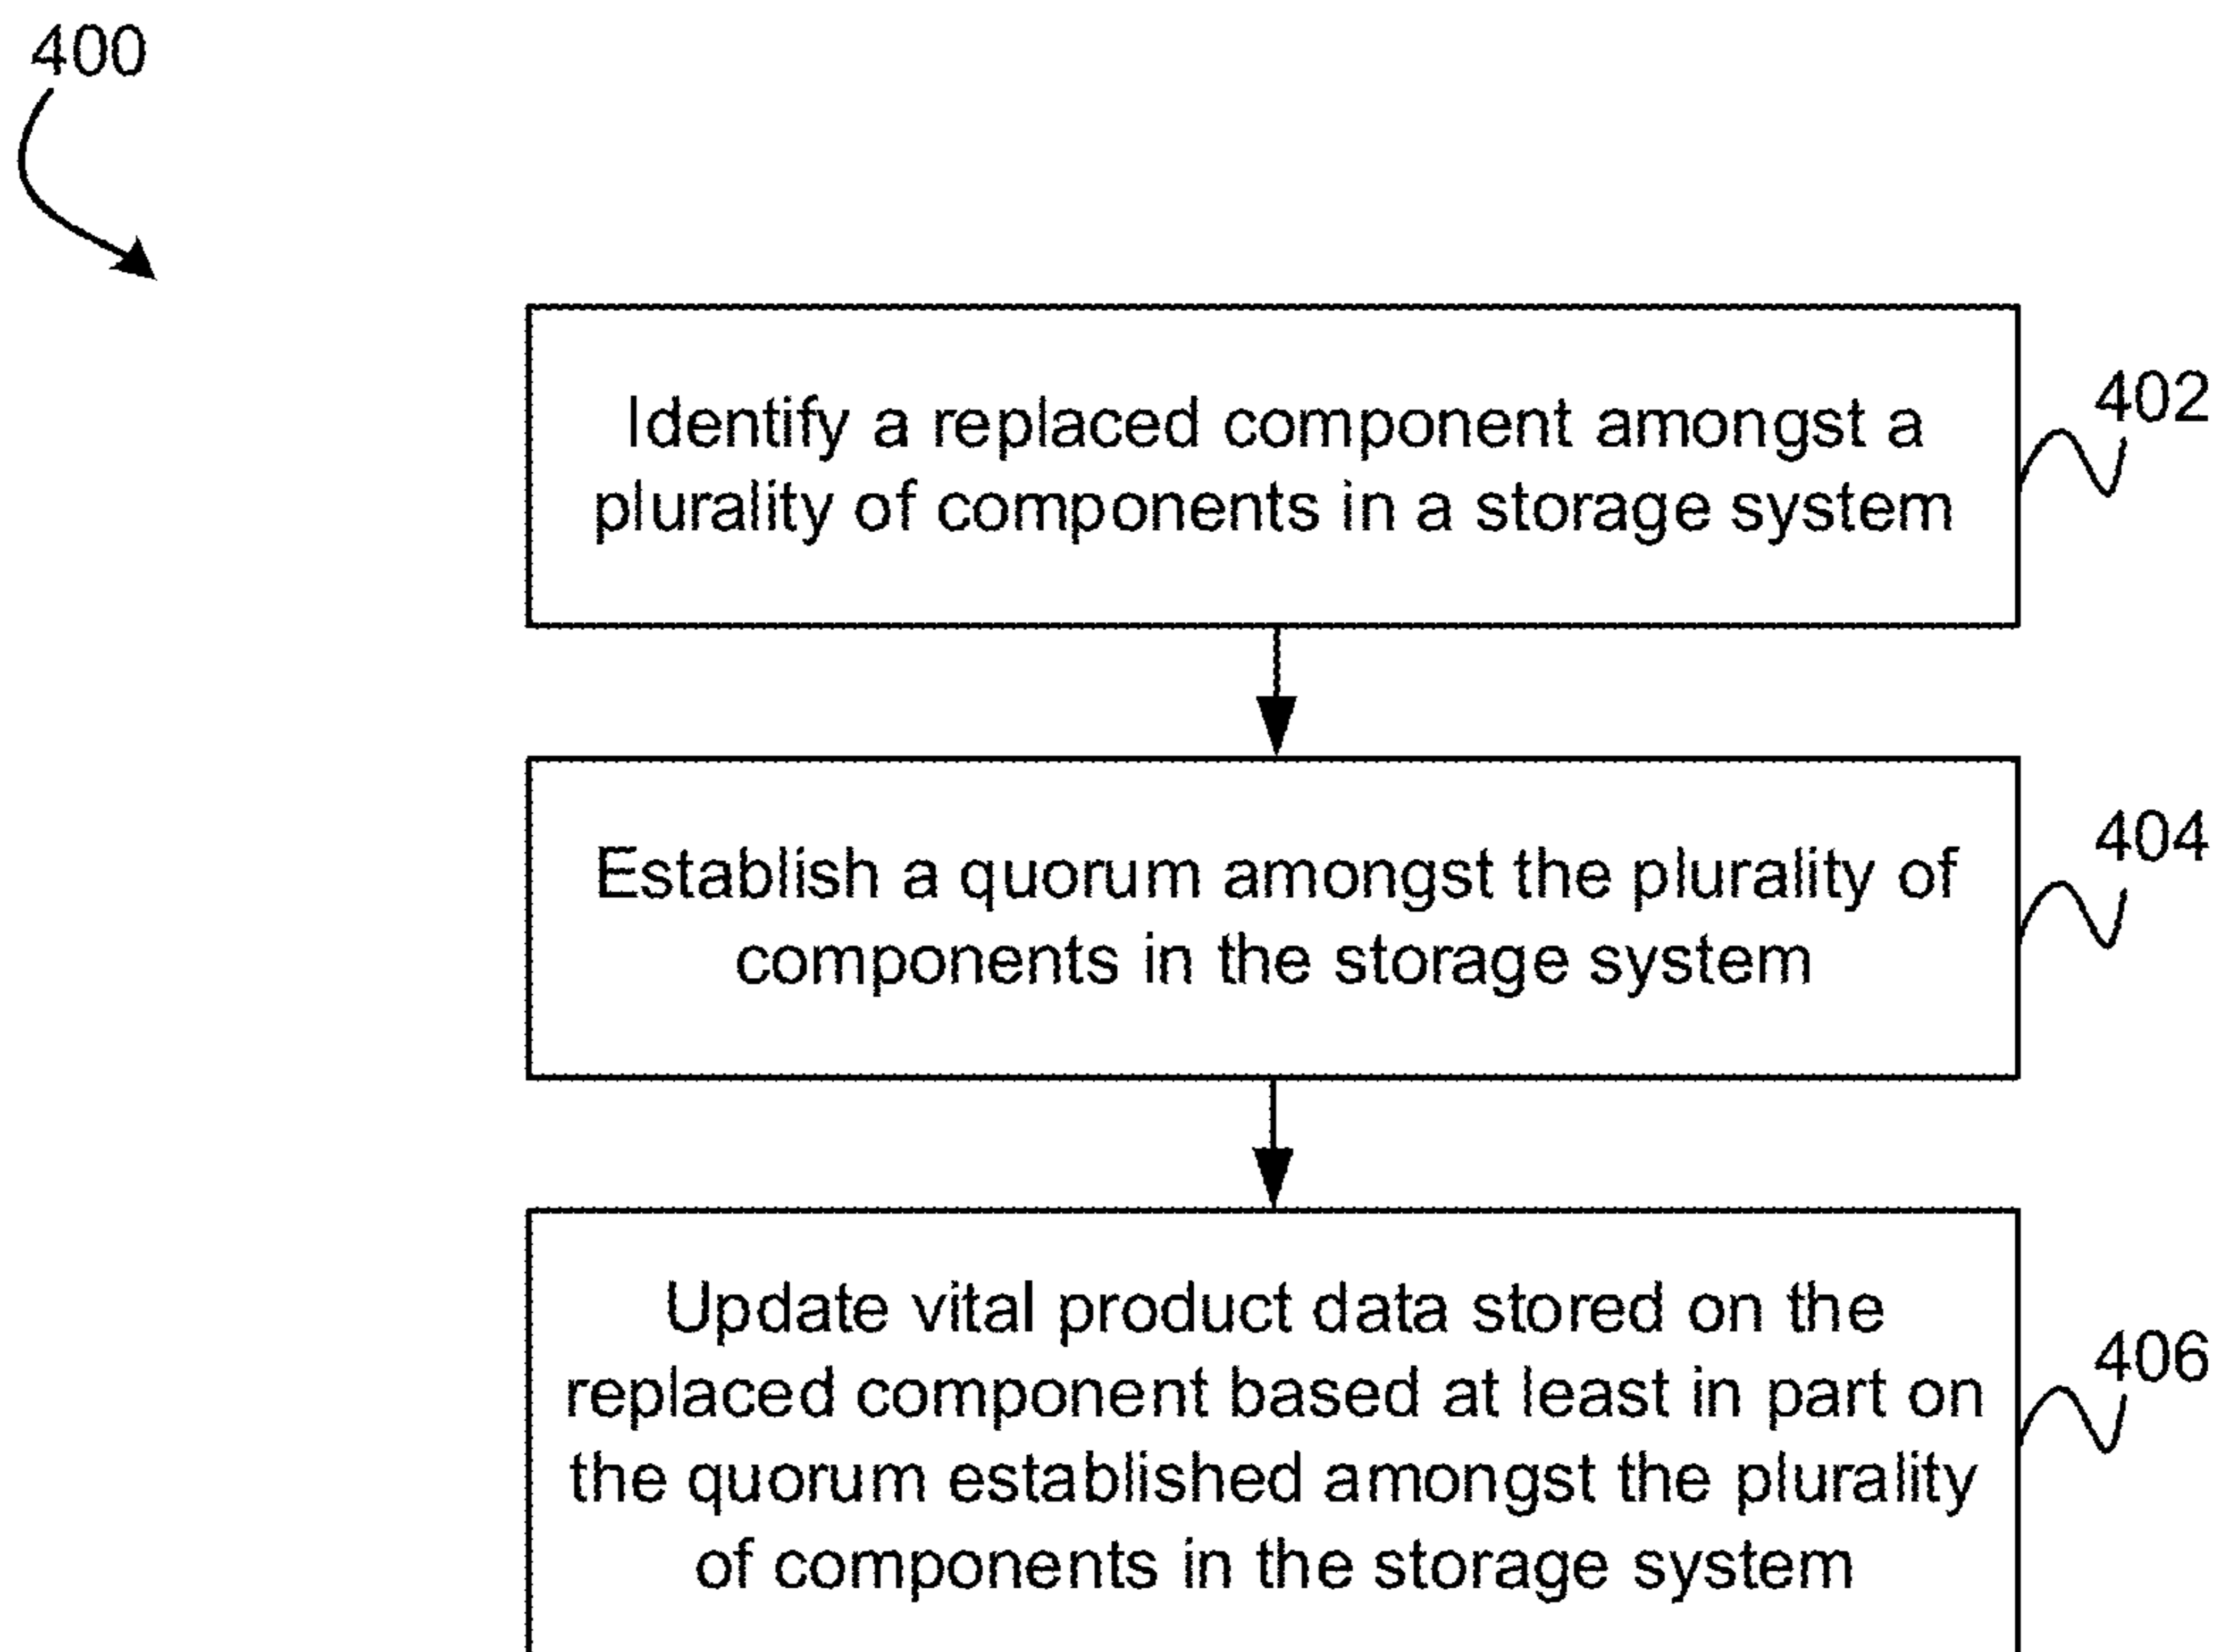 400
Identify a replaced component amongst a
plurality of components in a storage system
402
Establish a quorum amongst the plurality of
components in the storage system
404
Update vital product data stored on the
replaced component based at least in part on
the quorum established amongst the plurality
of components in the storage system
406